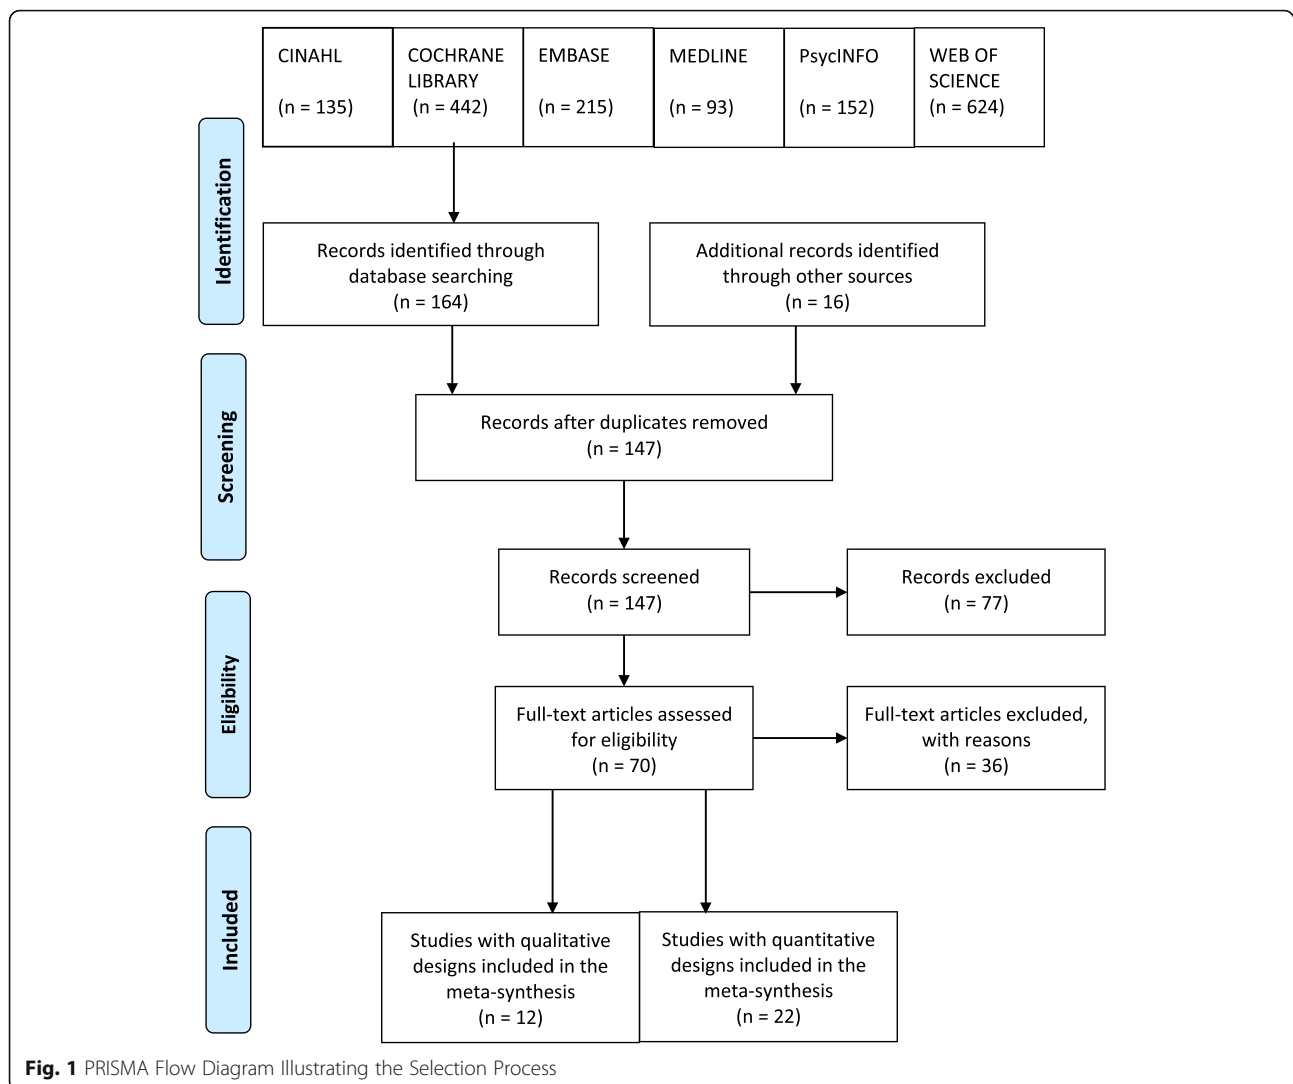 CINAHL
(n = 135)
COCHRANE
LIBRARY
(n = 442)
EMBASE
(n = 215)
MEDLINE
(n = 93)
PsycINFO
(n = 152)
WEB OF
SCIENCE
(n = 624)
Identification
Records identified through
database searching
(n = 164)
Additional records identified
through other sources
(n = 16)
Screening
Records after duplicates removed
(n = 147)
Records screened
(n = 147)
Records excluded
(n = 77)
Eligibility
Full-text articles assessed
for eligibility
(n = 70)
Full-text articles excluded,
with reasons
(n = 36)
Included
Studies with qualitative
designs included in the
meta-synthesis
(n = 12)
Studies with quantitative
designs included in the
meta-synthesis
(n = 22)
Fig. 1 PRISMA Flow Diagram Illustrating the Selection Process